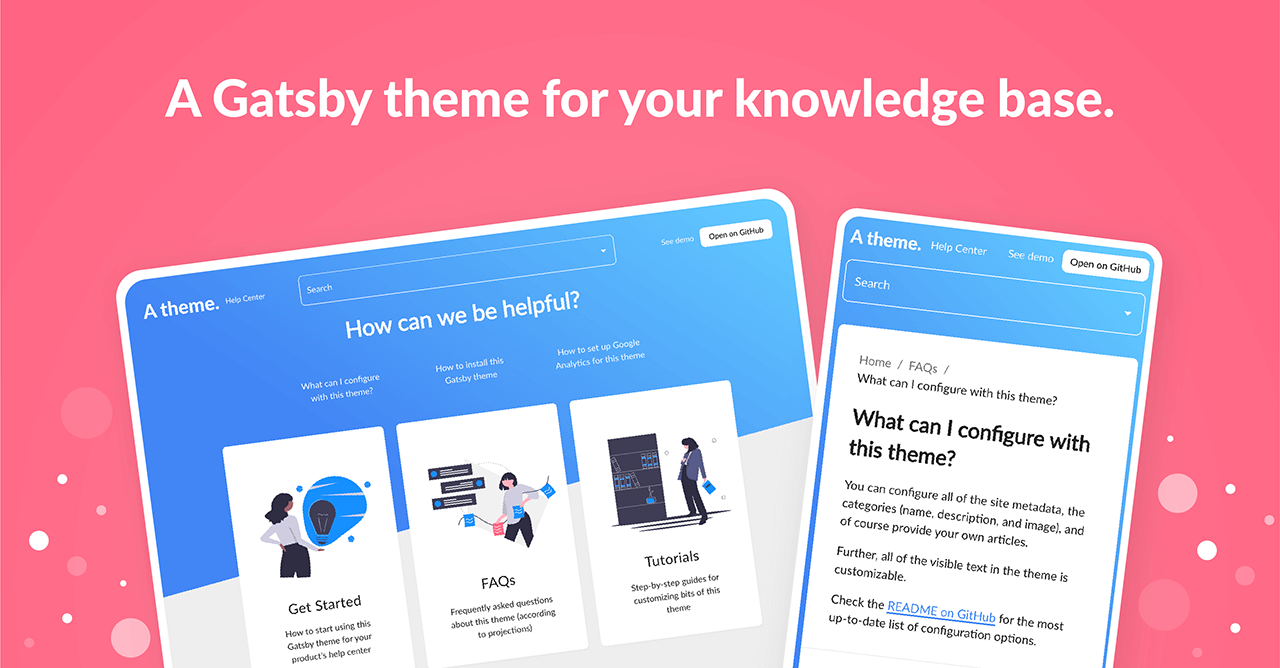 A Gatsby theme for your knowledge base.
A theme. Help Center
Search
See demo
Open on GitHub
How can we be helpful?
What can I configure
with this theme?
How to install this
Gatsby theme
How to set up Google
Analytics for this theme
Get Started
How to start using this
Gatsby theme for your
product's help center
FAQs
Frequently asked questions
about this theme (according
to projections)
Tutorials
Step-by-step guides for
customizing bits of this
theme
A theme. Help Center
See demo
Open on GitHub
Search
Home / FAQs /
What can I configure with this theme?
What can I configure with
this theme?
You can configure all of the site metadata, the
categories (name, description, and image), and
of course provide your own articles.
Further, all of the visible text in the theme is
customizable.
Check the README on GitHub for the most
up-to-date list of configuration options.